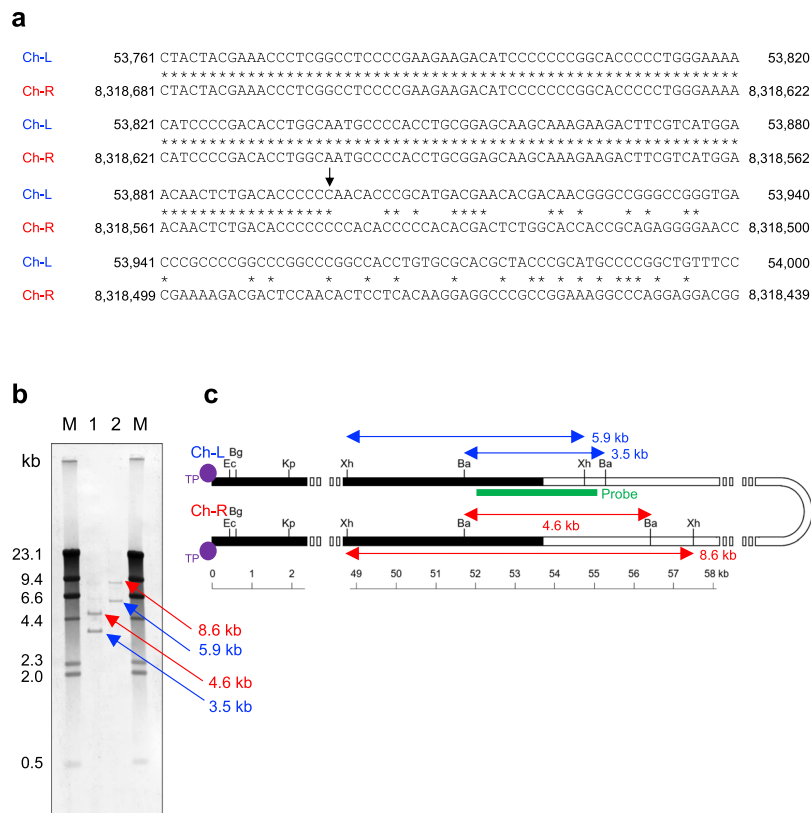 a
Ch-L 53,761 CTACTACGAAACCCTCGGCCTCCCCGAAGAAGACATCCCCCCCGGCACCCCCTGGGAAAA 53,820
************************************************************
Ch-R 8,318,681 CTACTACGAAACCCTCGGCCTCCCCGAAGAAGACATCCCCCCCGGCACCCCCTGGGAAAA 8,318,622
Ch-L 53,821 CATCCCCGACACCTGGCAATGCCCCACCTGCGGAGCAAGCAAAGAAGACTTCGTCATGGA 53,880
************************************************************
Ch-R 8,318,621 CATCCCCGACACCTGGCAATGCCCCACCTGCGGAGCAAGCAAAGAAGACTTCGTCATGGA 8,318,562
Ch-L 53,881 ACAACTCTGACACCCCCCAACACCCGCATGACGAACACGACAACGGGCCGGGCCGGGTGA 53,940
****************** ** * **** ** * * * * **
Ch-R 8,318,561 ACAACTCTGACACCCCCCCCACACCCCCACACGACTCTGGCACCACCGCAGAGGGGAACC 8,318,500
Ch-L 53,941 CCCGCCCCGGCCCGGCCCGGCCACCTGTGCGCACGCTACCCGCATGCCCCGGCTGTTTCC 54,000
* * * * * * * * * * * * *** * *
Ch-R 8,318,499 CGAAAAGACGACTCCAACACTCCTCACAAGGAGGCCCGCCGGAAAGGCCCAGGAGGACGG 8,318,439
b
M 1 2 M
kb
23.1
9.4
6.6
4.4
2.3
2.0
0.5
8.6 kb
5.9 kb
4.6 kb
3.5 kb
c
5.9 kb
3.5 kb
Ch-L
Bg
Ec Kp Xh Ba Xh Ba
TP
Probe
Ch-R
Bg
4.6 kb
Ec Kp Xh Ba Ba Xh
TP
8.6 kb
0 1 2 49 50 51 52 53 54 55 56 57 58 kb